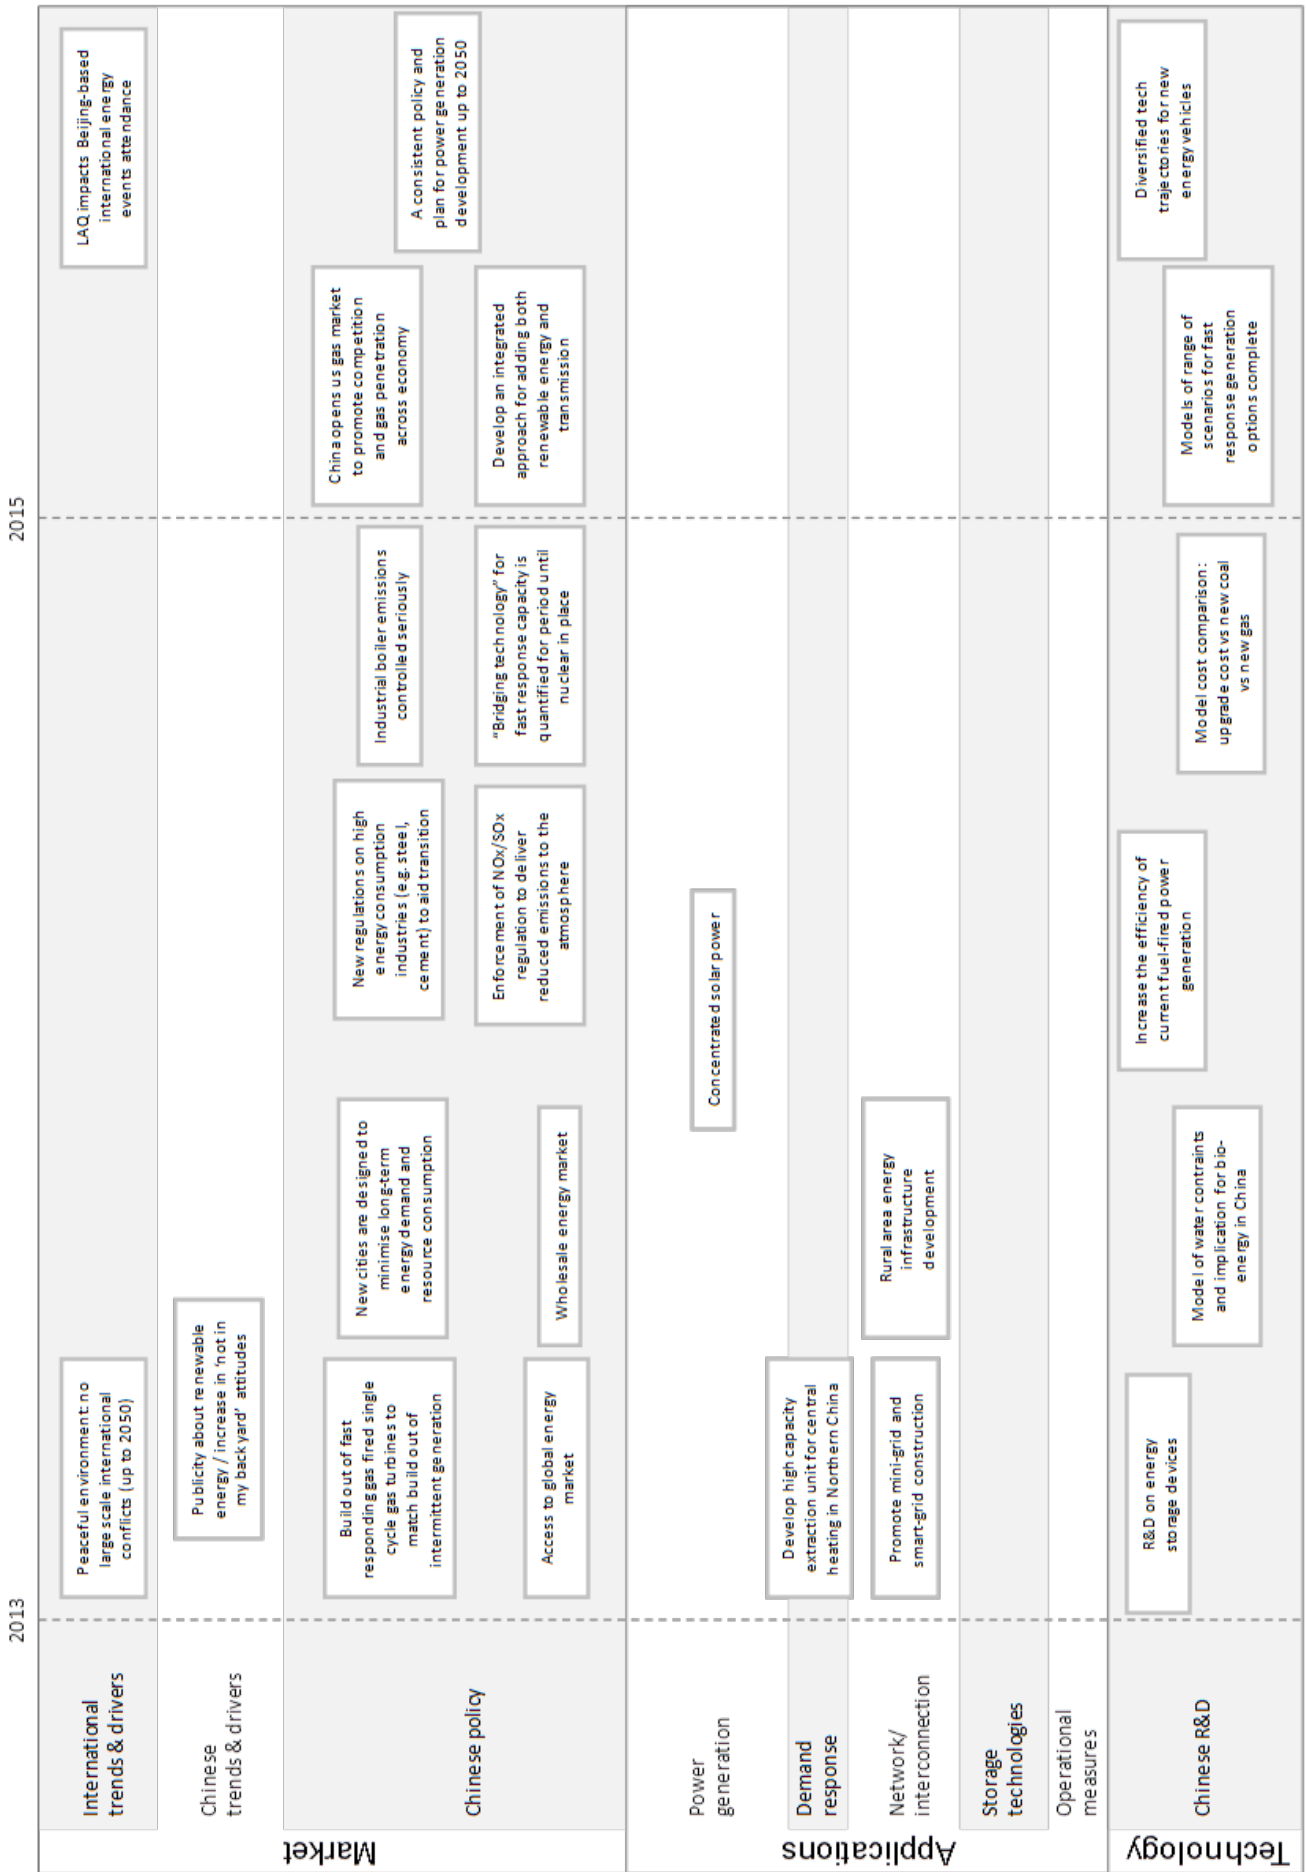 2013
2015
Market
International
trends & drivers
Peaceful environment: no
large scale international
conflicts (up to 2050)
LAQ impacts Beijing-based
international energy
events attendance
Chinese
trends & drivers
Publicity about renewable
energy / increase in 'not in
my back yard' attitudes
Chinese policy
Build out of fast
responding gas fired single
cycle gas turbines to
match build out of
intermittent generation
New cities are designed to
minimise long-term
energy demand and
resource consumption
New regulations on high
energy consumption
industries (e.g. steel,
cement) to aid transition
Industrial boiler emissions
controlled seriously
China opens us gas market
to promote competition
and gas penetration
across economy
A consistent policy and
plan for power generation
development up to 2050
Access to global energy
market
Wholesale energy market
Enforcement of NOx/SOx
regulation to deliver
reduced emissions to the
atmosphere
"Bridging technology" for
fast response capacity is
quantified for period until
nuclear in place
Develop an integrated
approach for adding both
renewable energy and
transmission
Applications
Power
generation
Concentrated solar power
Demand
response
Develop high capacity
extraction unit for central
heating in Northern China
Network/
interconnection
Promote mini-grid and
smart-grid construction
Rural area energy
infrastructure
development
Storage
technologies
Operational
measures
Technology
Chinese R&D
R&D on energy
storage devices
Model of water contraints
and implication for bio-
energy in China
Increase the efficiency of
current fuel-fired power
generation
Model cost comparison:
upgrade cost vs new coal
vs new gas
Models of range of
scenarios for fast
response generation
options complete
Diversified tech
trajectories for new
energy vehicles